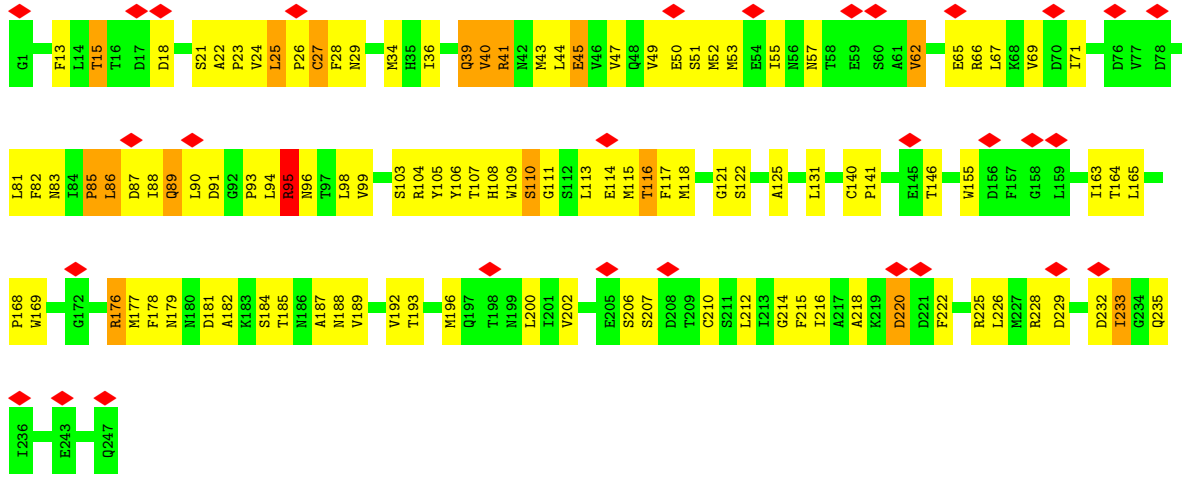 G1 F13 L14 T15 T16 D17 D18 S21 A22 P23 V24 L25 P26 C27 F28 N29 M34 H35 I36 Q39 V40 R41 N42 M43 L44 E45 V46 V47 Q48 V49 E50 S51 M52 M53 E54 I55 N56 N57 T58 E59 S60 A61 V62 E65 R66 L67 K68 V69 D70 I71 D76 V77 D78
L81 F82 N83 I84 P85 L86 D87 I88 Q89 L90 D91 G92 P93 L94 R95 N96 T97 L98 V99 S103 R104 Y105 Y106 T107 H108 W109 S110 G111 S112 L113 E114 M115 T116 F117 M118 G121 S122 A125 L131 C140 P141 E145 T146 W155 D156 F157 G158 L159 I163 T164 L165
P168 W169 G172 R176 M177 F178 N179 N180 D181 A182 K183 S184 T185 N186 A187 N188 V189 V192 T193 M196 Q197 T198 N199 L200 I201 V202 E205 S206 S207 D208 T209 C210 S211 L212 I213 G214 F215 I216 A217 A218 K219 D220 D221 F222 R225 L226 M227 R228 D229 D232 I233 G234 Q235
I236 E243 Q247